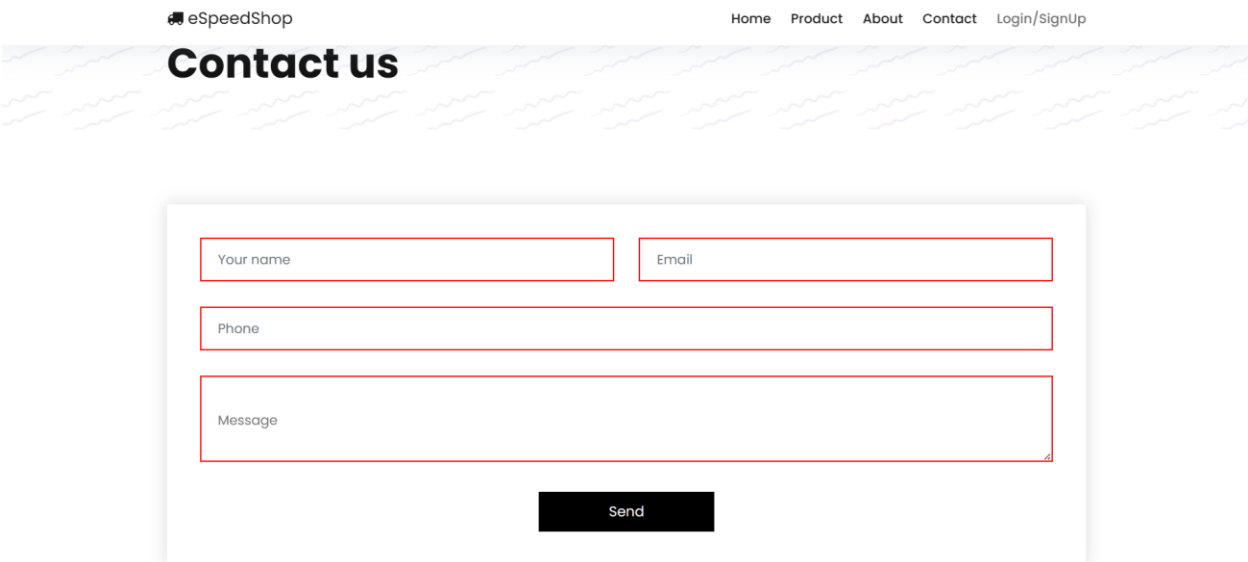 eSpeedShop Home Product About Contact Login/SignUp
Contact us
Your name Email
Phone
Message
Send